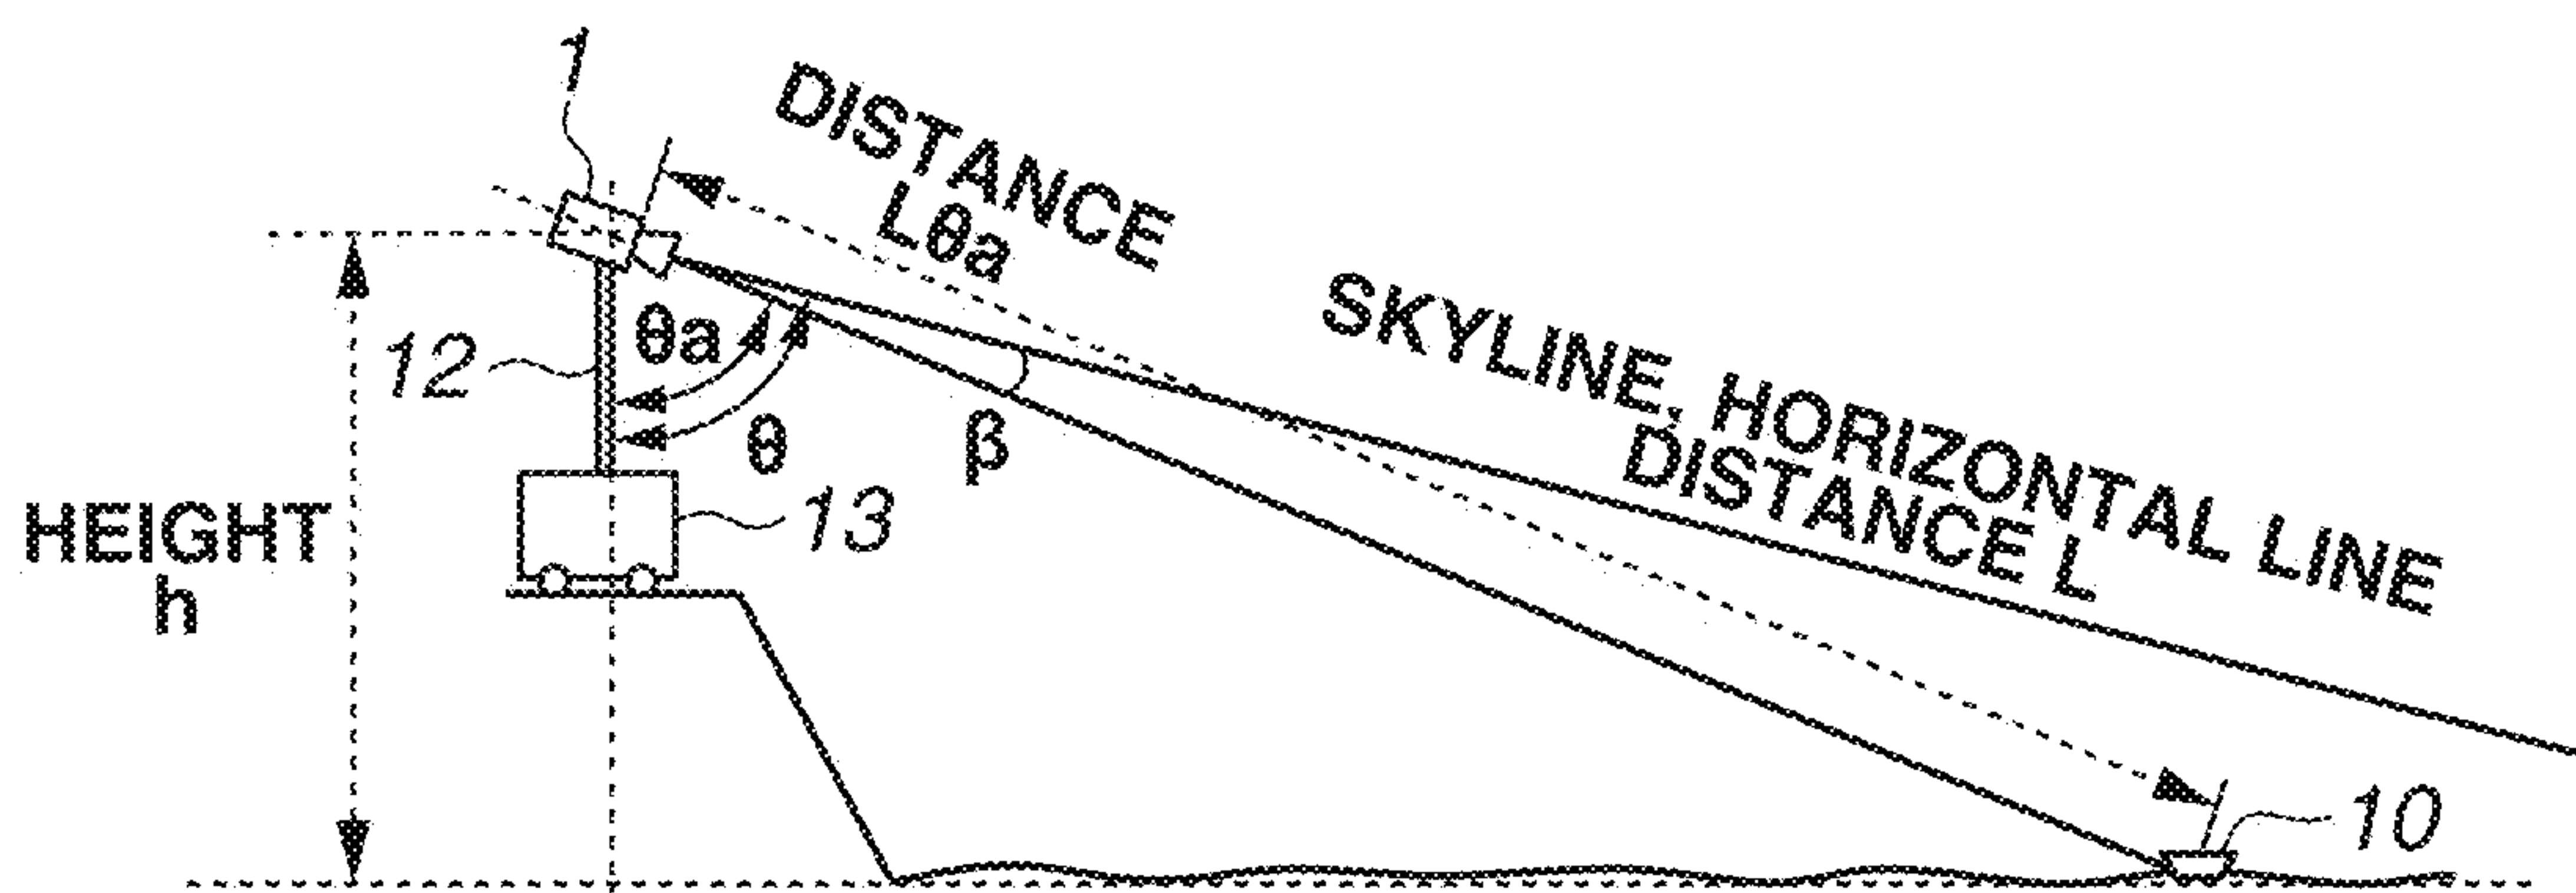 1
DISTANCE
Lθa
SKYLINE, HORIZONTAL LINE
DISTANCE L
12
θa
θ
β
HEIGHT
h
13
10